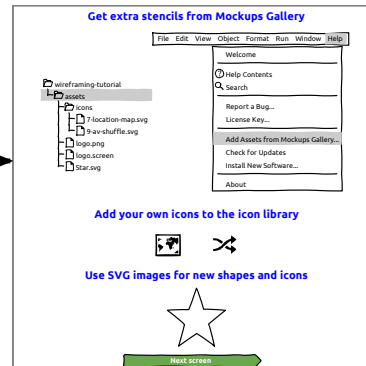 Get extra stencils from Mockups Gallery
File Edit View Object Format Run Window Help
Welcome
Help Contents
Search
Report a Bug...
License Key...
Add Assets from Mockups Gallery...
Check for Updates
Install New Software...
About
wireframing-tutorial
assets
icons
7-location-map.svg
9-av-shuffle.svg
logo.png
logo.screen
Star.svg
Add your own icons to the icon library
Use SVG images for new shapes and icons
Next screen